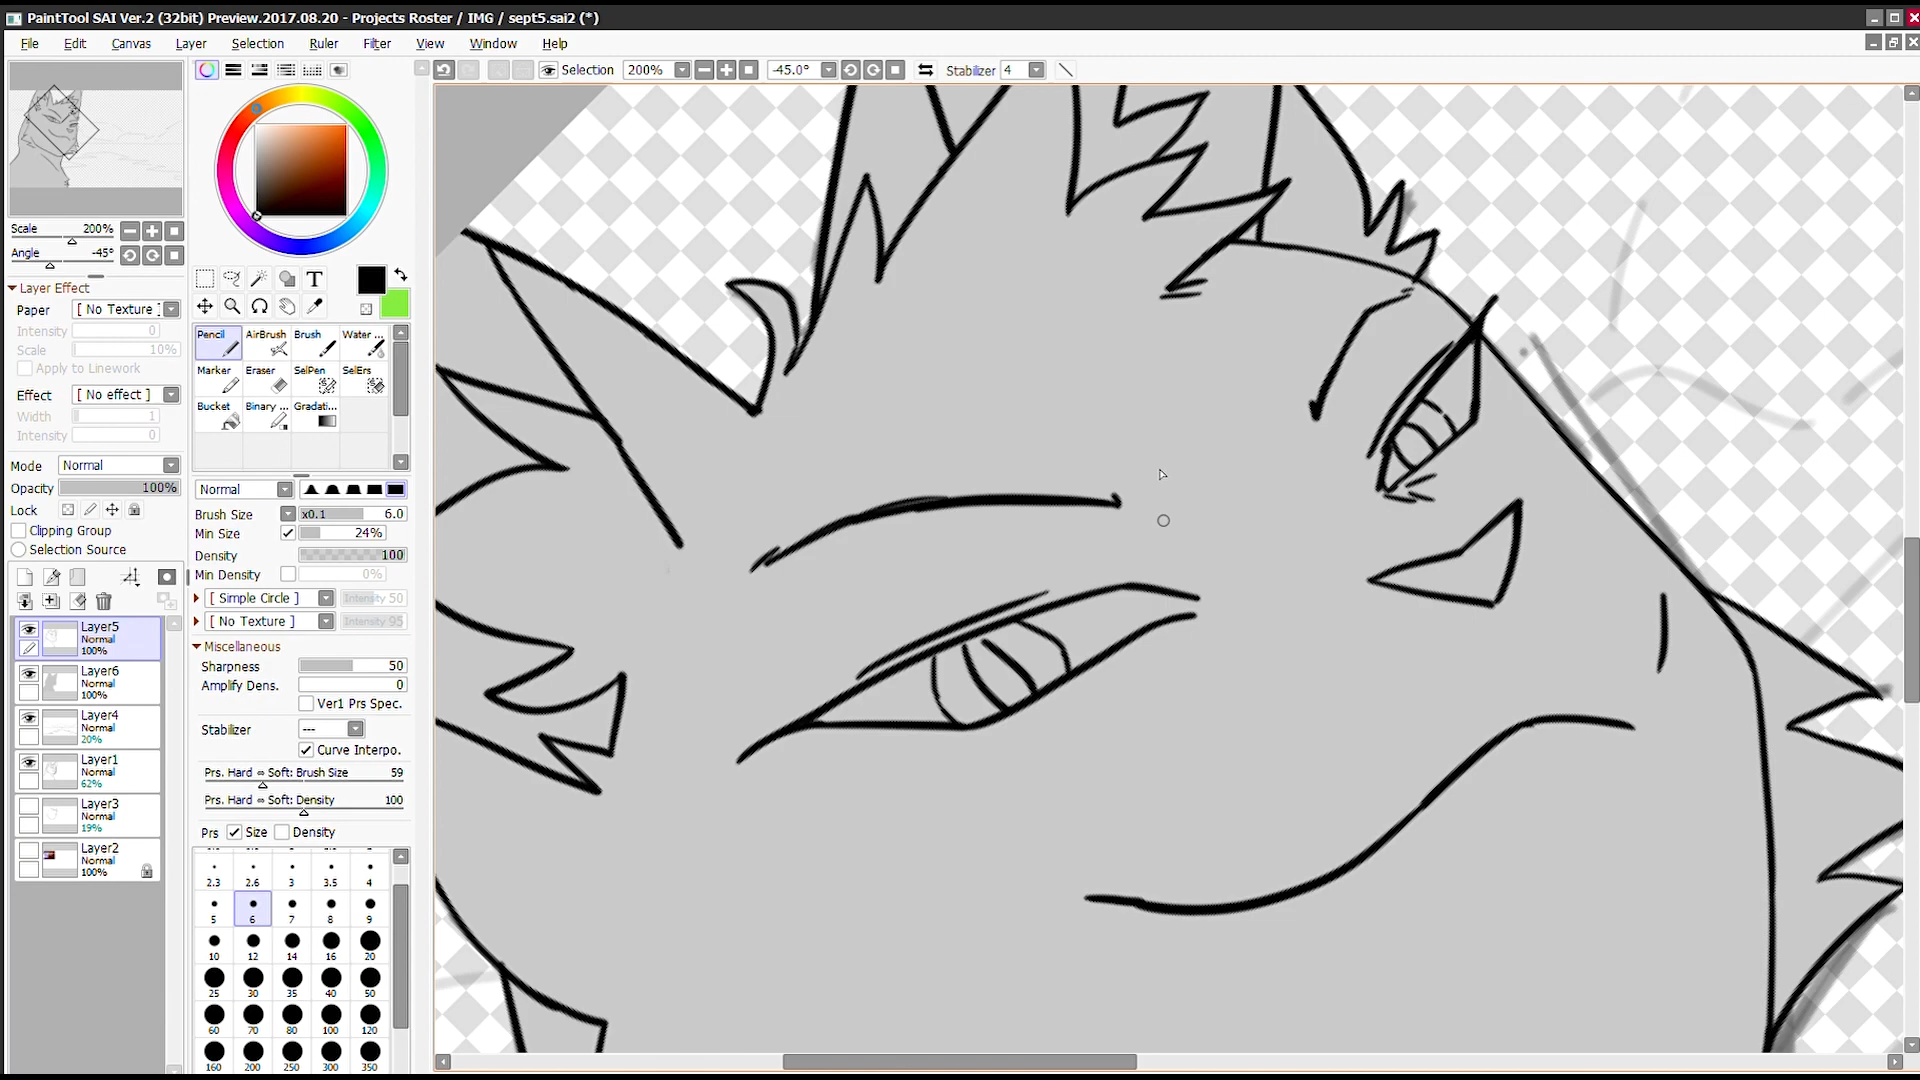 PaintTool SAI Ver.2 (32bit) Preview.2017.08.20 - Projects Roster / IMG / sept5.sai2 (*)
File Edit Canvas Layer Selection Ruler Filter View Window Help
Selection 200% -45.0° Stabilizer 4
Scale 200%
Angle -45°
Layer Effect
Paper [ No Texture ]
Intensity 0
Scale 10%
Apply to Linework
Effect [ No effect ]
Width 1
Intensity 0
Mode Normal
Opacity 100%
Lock
Clipping Group
Selection Source
Layer5
Normal
100%
Layer6
Normal
100%
Layer4
Normal
20%
Layer1
Normal
62%
Layer3
Normal
19%
Layer2
Normal
100%
T
Pencil AirBrush Brush Water ...
Marker Eraser SelPen SelErs
Bucket Binary ... Gradati...
Normal
Brush Size x0.1 6.0
Min Size 24%
Density 100
Min Density 0%
[ Simple Circle ] Intensity 50
[ No Texture ] Intensity 95
Miscellaneous
Sharpness 50
Amplify Dens. 0
Ver1 Prs Spec.
Stabilizer ---
Curve Interpo.
Prs. Hard ⇔ Soft: Brush Size 59
Prs. Hard ⇔ Soft: Density 100
Prs Size Density
2.3 2.6 3 3.5 4
5 6 7 8 9
10 12 14 16 20
25 30 35 40 50
60 70 80 100 120
160 200 250 300 350